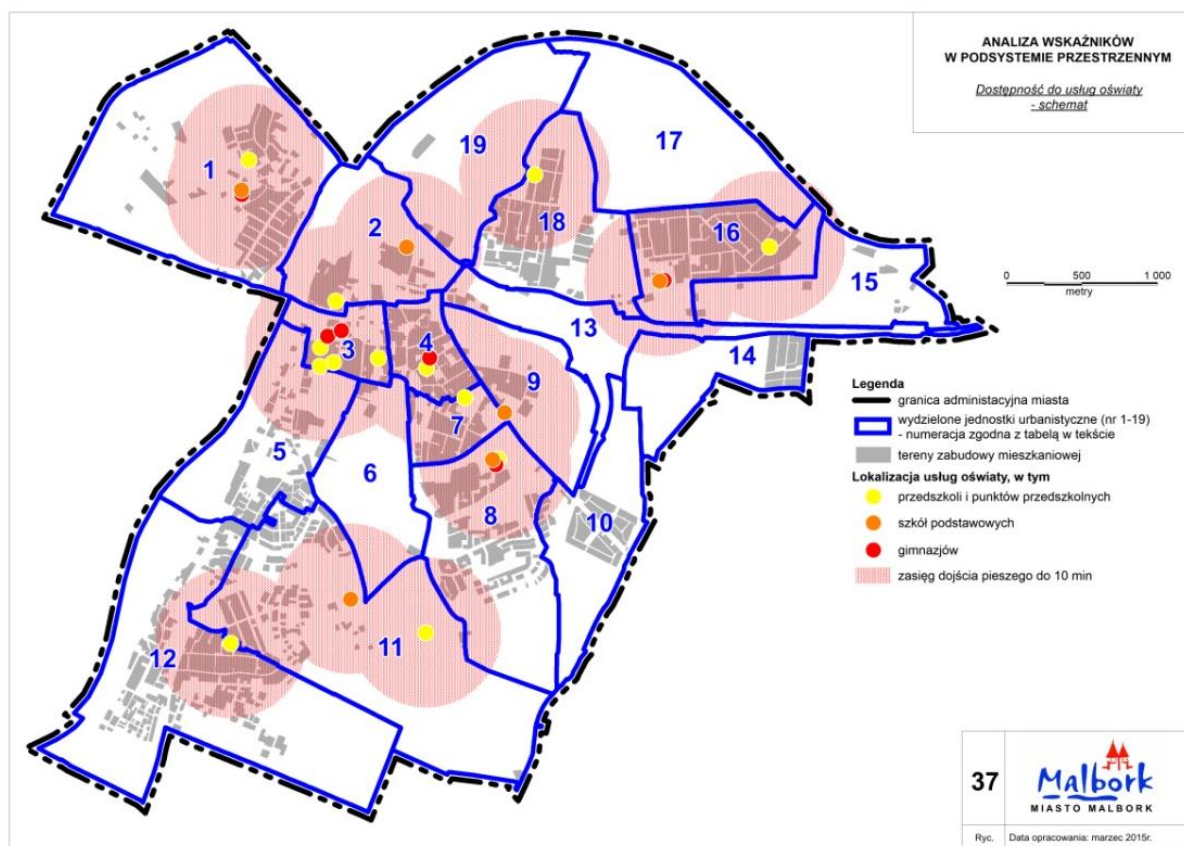 ANALIZA WSKAŹNIKÓW
W PODSYSTEMIE PRZESTRZENNYM
Dostępność do usług oświaty
- schemat
1
2
3
4
5
6
7
8
9
10
11
12
13
14
15
16
17
18
19
0 500 1 000
metry
Legenda
granica administacyjna miasta
wydzielone jednostki urbanistyczne (nr 1-19)
- numeracja zgodna z tabelą w tekście
tereny zabudowy mieszkaniowej
Lokalizacja usług oświaty, w tym
przedszkoli i punktów przedszkolnych
szkół podstawowych
gimnazjów
zasięg dojścia pieszego do 10 min
37
Malbork
MIASTO MALBORK
Ryc. Data opracowania: marzec 2015r.